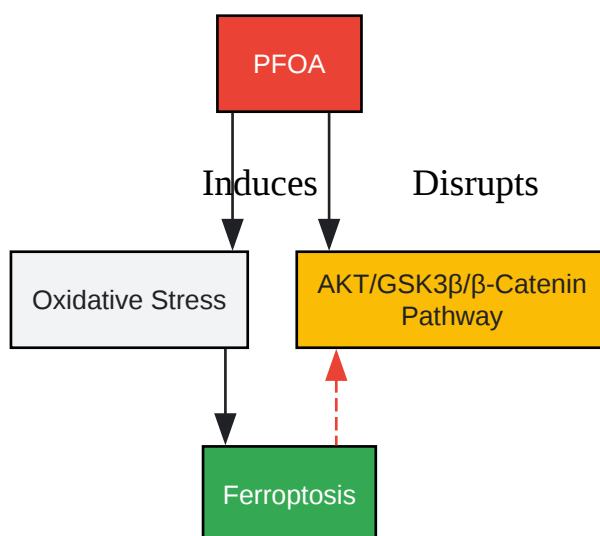 PFOA
Induces
Disrupts
Oxidative Stress
AKT/GSK3β/β-Catenin
Pathway
Ferroptosis